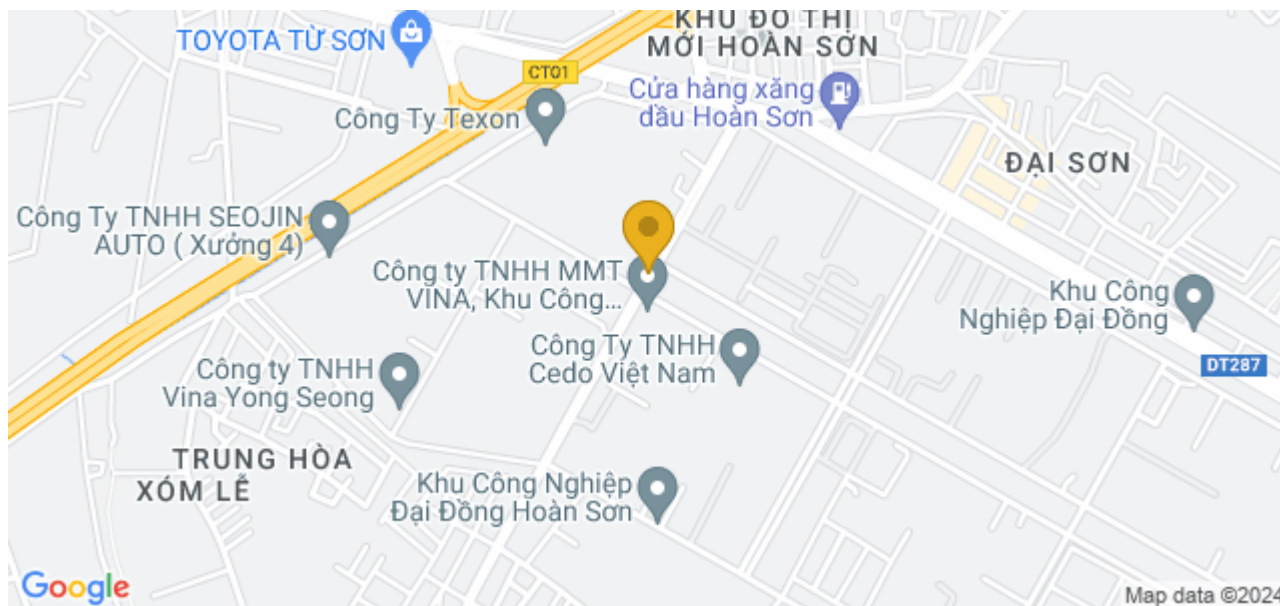 KHU ĐÔ THỊ
MỚI HOÀN SƠN
TOYOTA TỪ SƠN
CT01
Cửa hàng xăng
dầu Hoàn Sơn
Công Ty Texon
ĐẠI SƠN
Công Ty TNHH SEOJIN
AUTO ( Xưởng 4)
Công ty TNHH MMT
VINA, Khu Công...
Khu Công
Nghiệp Đại Đồng
Công Ty TNHH
Cedo Việt Nam
DT287
Công ty TNHH
Vina Yong Seong
TRUNG HÒA
XÓM LẼ
Khu Công Nghiệp
Đại Đồng Hoàn Sơn
Google
Map data ©2024